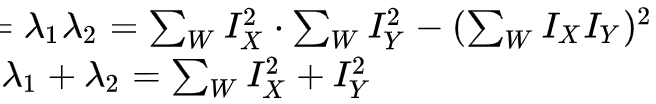 = λ₁λ₂ = ∑_W I_X² · ∑_W I_Y² − (∑_W I_X I_Y)²
λ₁ + λ₂ = ∑_W I_X² + I_Y²